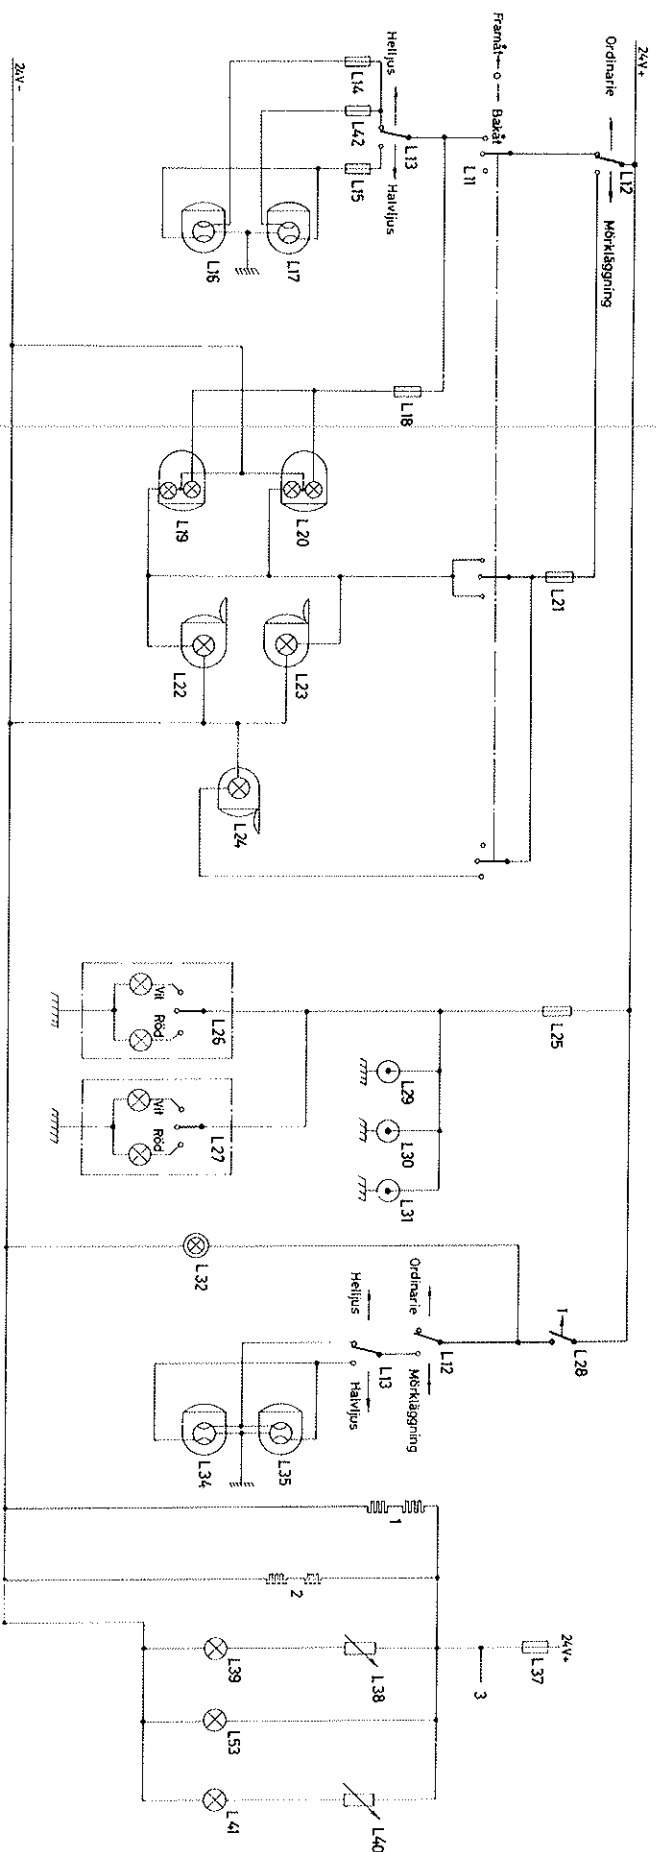 24V+
Ordinarie
L12
Mörkläggning
Framåt
0
Bakåt
L11
Helljus
L13
Halvljus
L14
L42
L15
L16
L17
L18
L19
L20
L21
L22
L23
L24
L25
Vit
Röd
L26
Vit
Röd
L27
L29
L30
L31
L32
L28
Ordinarie
L12
Mörkläggning
Helljus
L13
Halvljus
L34
L35
1
2
24V+
L37
3
L38
L39
L53
L40
L41
24V-